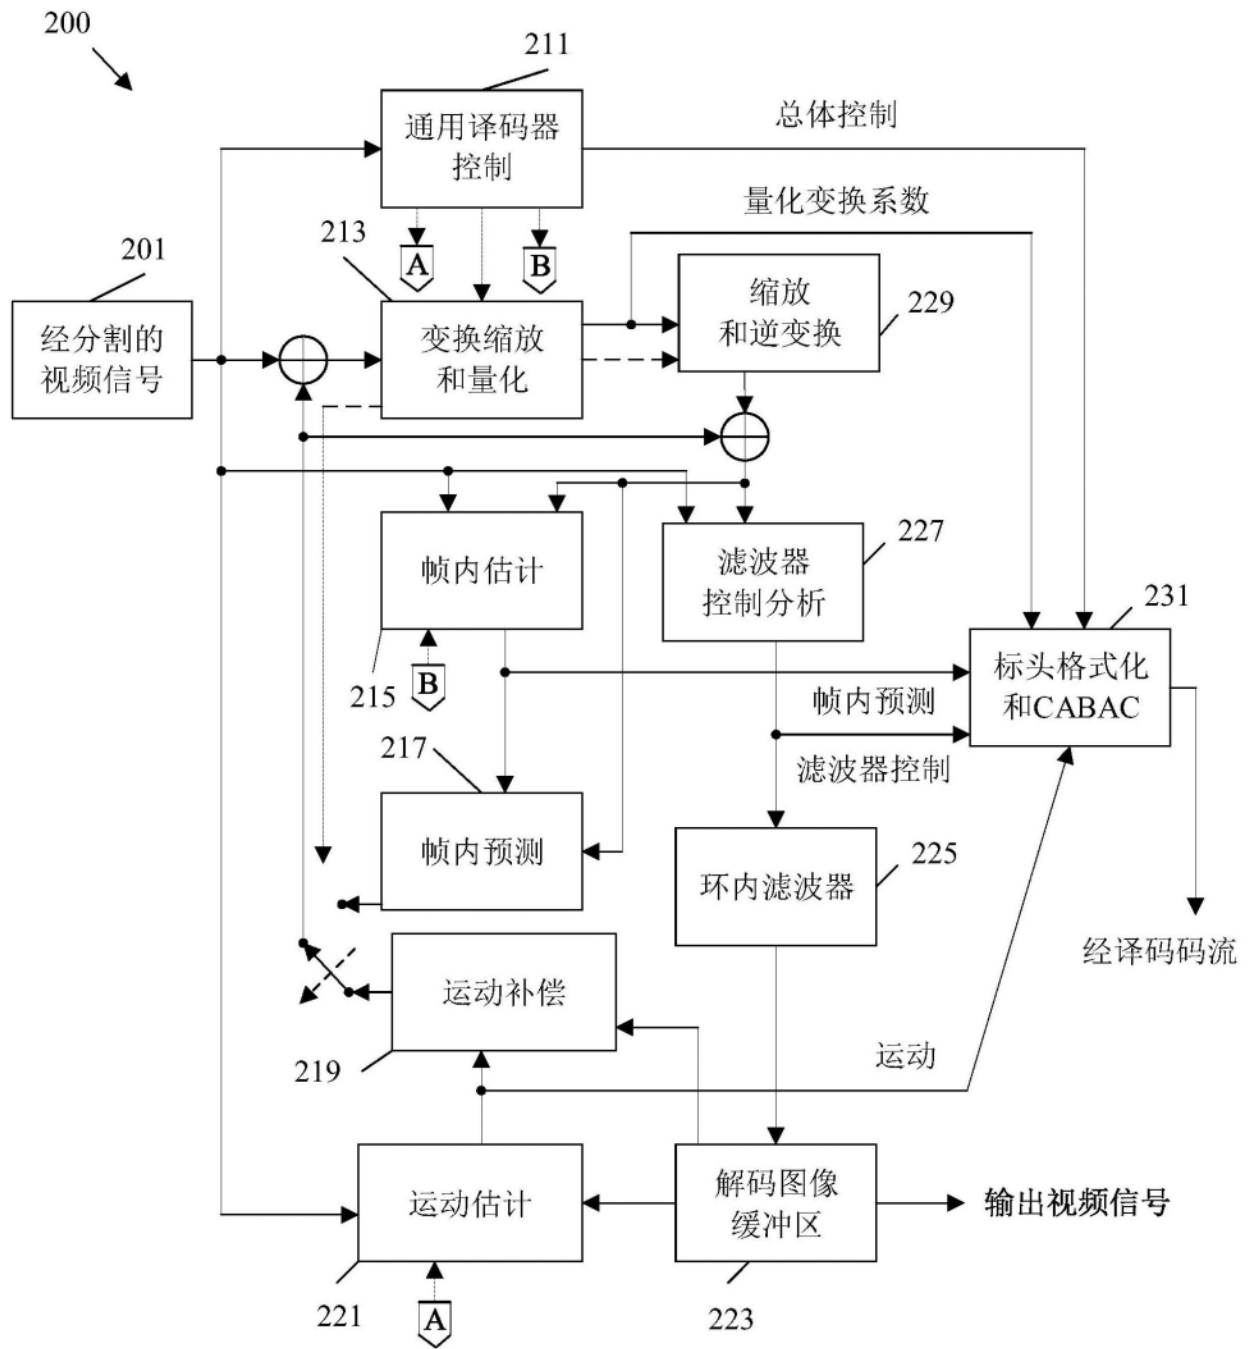 200
211
通用译码器
控制
总体控制
量化变换系数
A
B
213
201
经分割的
视频信号
变换缩放
和量化
缩放
和逆变换
229
帧内估计
滤波器
控制分析
227
231
标头格式化
和CABAC
215
B
帧内预测
217
滤波器控制
帧内预测
环内滤波器
225
经译码码流
运动补偿
219
运动
运动估计
解码图像
缓冲区
输出视频信号
221
A
223